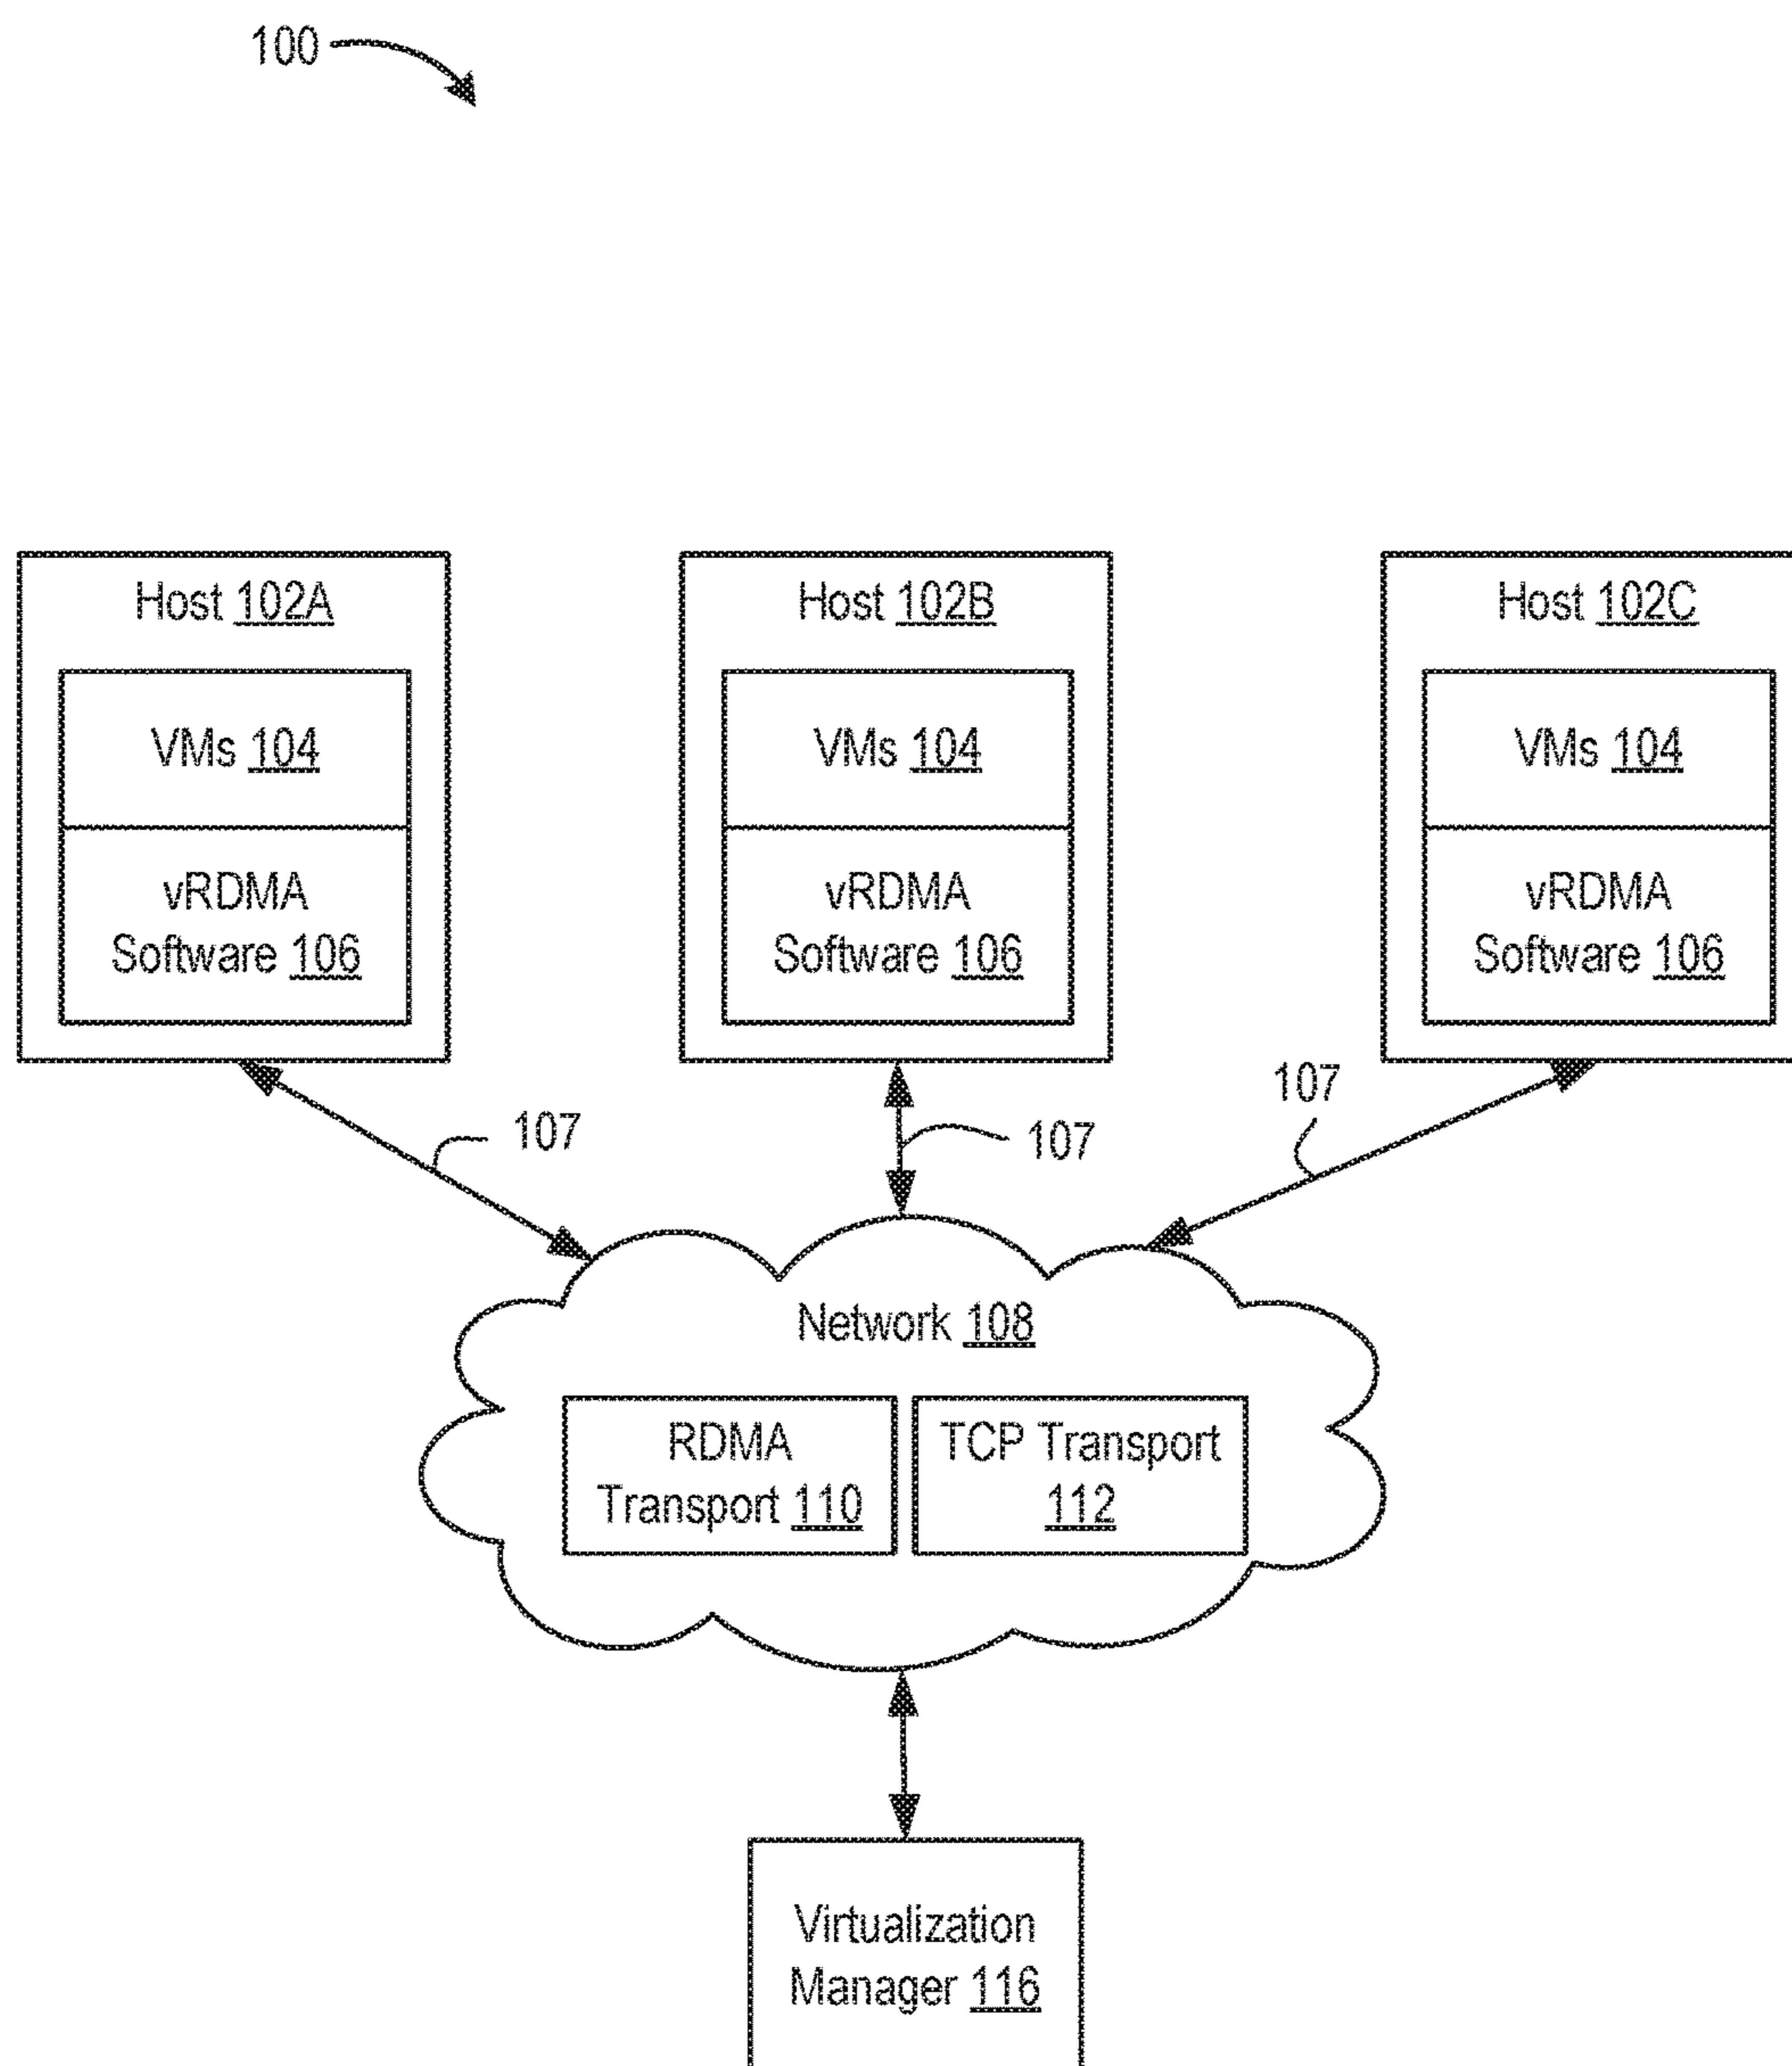 100
Host 102A
VMs 104
vRDMA
Software 106
Host 102B
VMs 104
vRDMA
Software 106
Host 102C
VMs 104
vRDMA
Software 106
107
107
107
Network 108
RDMA
Transport 110
TCP Transport
112
Virtualization
Manager 116